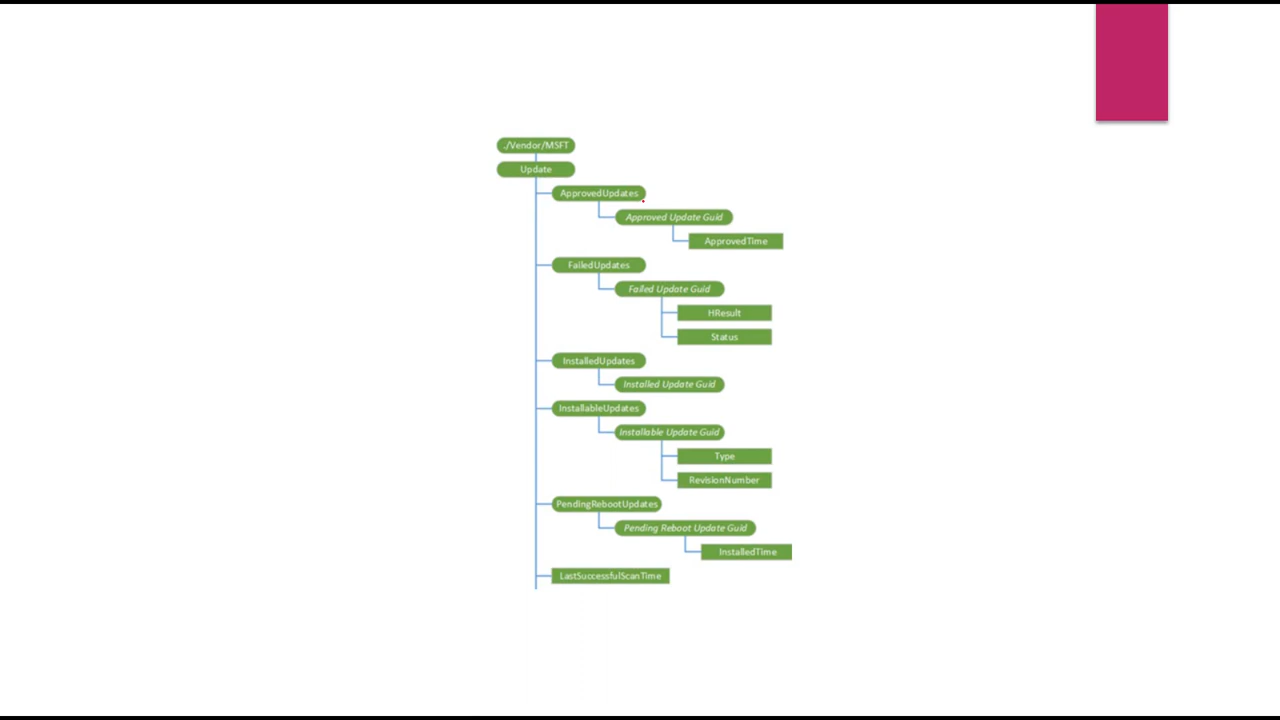 ./Vendor/MSFT
Update
ApprovedUpdates
Approved Update Guid
ApprovedTime
FailedUpdates
Failed Update Guid
HResult
Status
InstalledUpdates
Installed Update Guid
InstallableUpdates
Installable Update Guid
Type
RevisionNumber
PendingRebootUpdates
Pending Reboot Update Guid
InstalledTime
LastSuccessfulScanTime